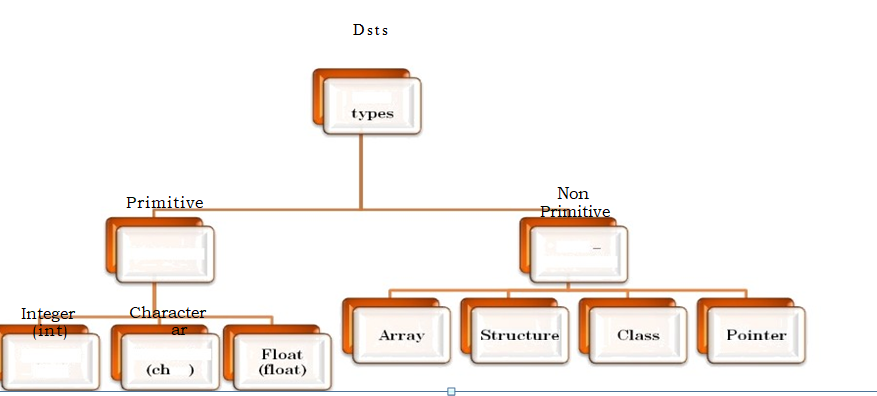 Dsts
types
Primitive
Non
Primitive
–
Integer
(int)
Character
ar
(ch )
Float
(float)
Array
Structure
Class
Pointer